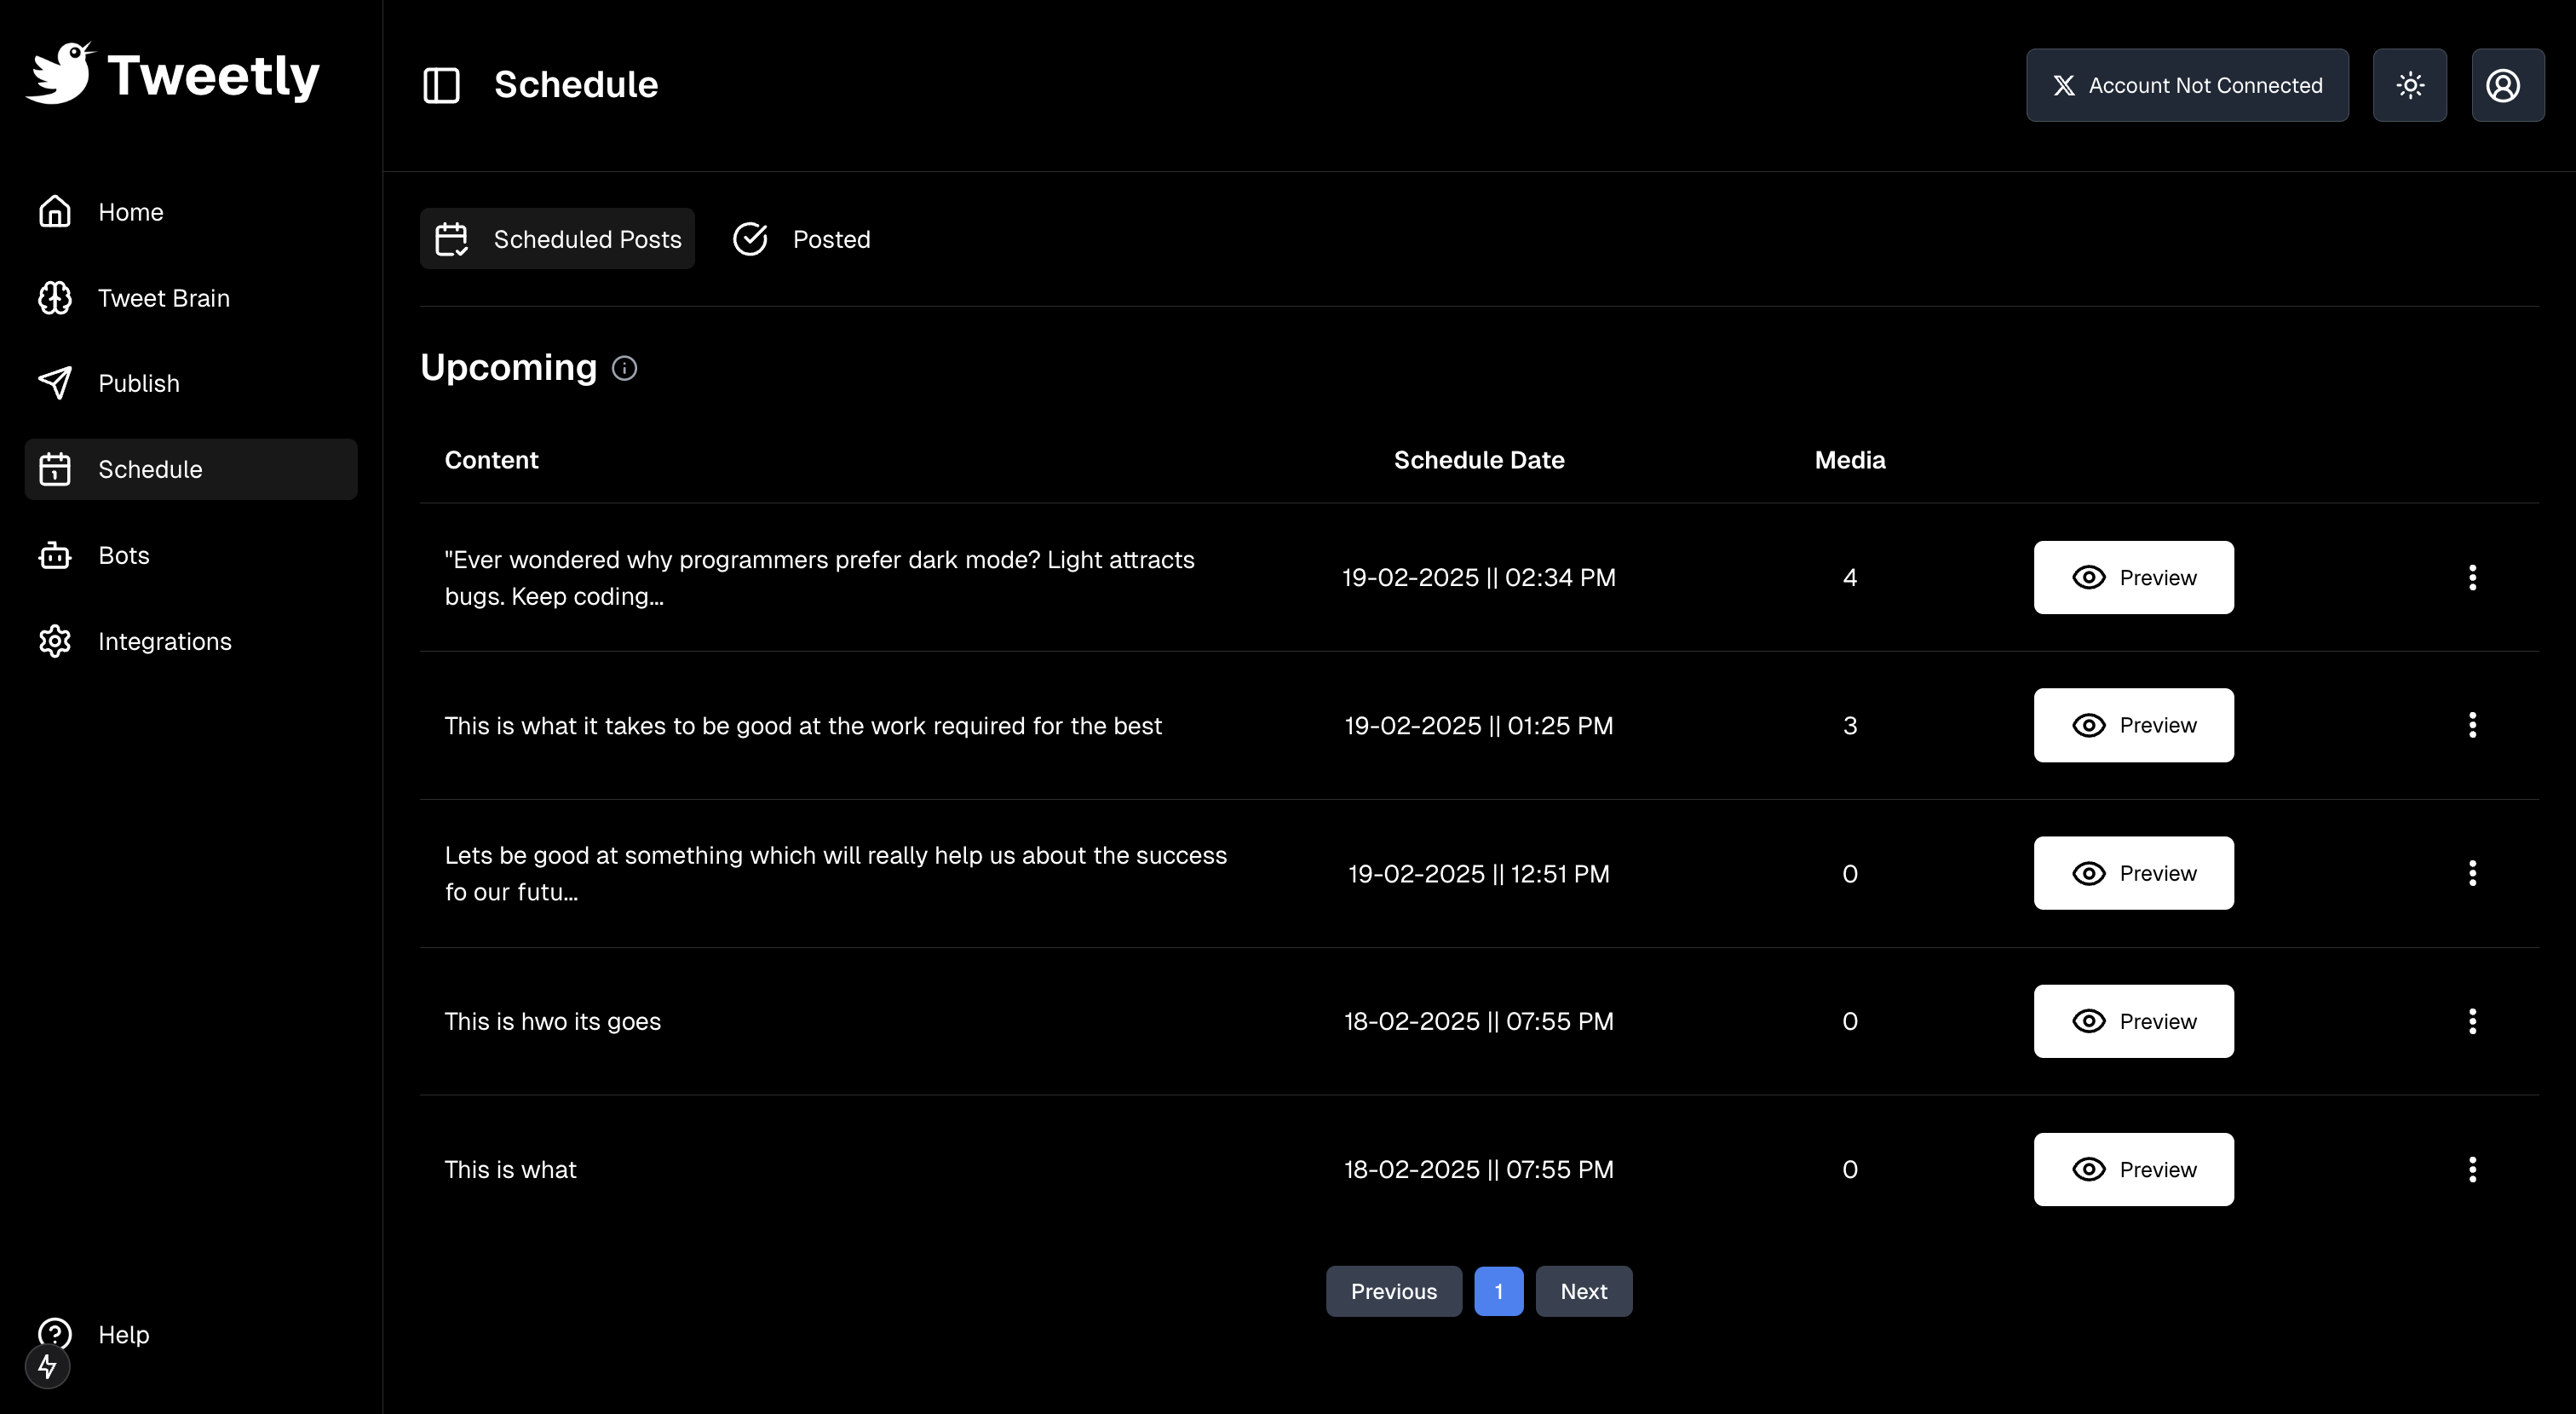 Tweetly
Schedule
Account Not Connected
Home
Tweet Brain
Publish
Schedule
Bots
Integrations
Help
Scheduled Posts
Posted
Upcoming
Content Schedule Date Media
"Ever wondered why programmers prefer dark mode? Light attracts
bugs. Keep coding...
19-02-2025 || 02:34 PM 4 Preview
This is what it takes to be good at the work required for the best 19-02-2025 || 01:25 PM 3 Preview
Lets be good at something which will really help us about the success
fo our futu...
19-02-2025 || 12:51 PM 0 Preview
This is hwo its goes 18-02-2025 || 07:55 PM 0 Preview
This is what 18-02-2025 || 07:55 PM 0 Preview
Previous 1 Next